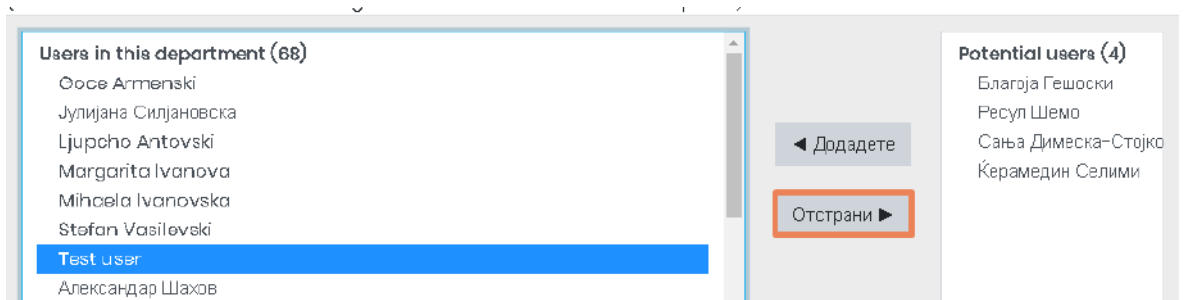 Users in this department (68)
Goce Armenski
Јулијана Силјановска
Ljupcho Antovski
Margarita Ivanova
Mihaela Ivanovska
Stefan Vasilevski
Test user
Александар Шахов
◄ Додадете
Отстрани ►
Potential users (4)
Благоја Гешоски
Ресул Шемо
Сања Димеска-Стојко
Ќерамедин Селими